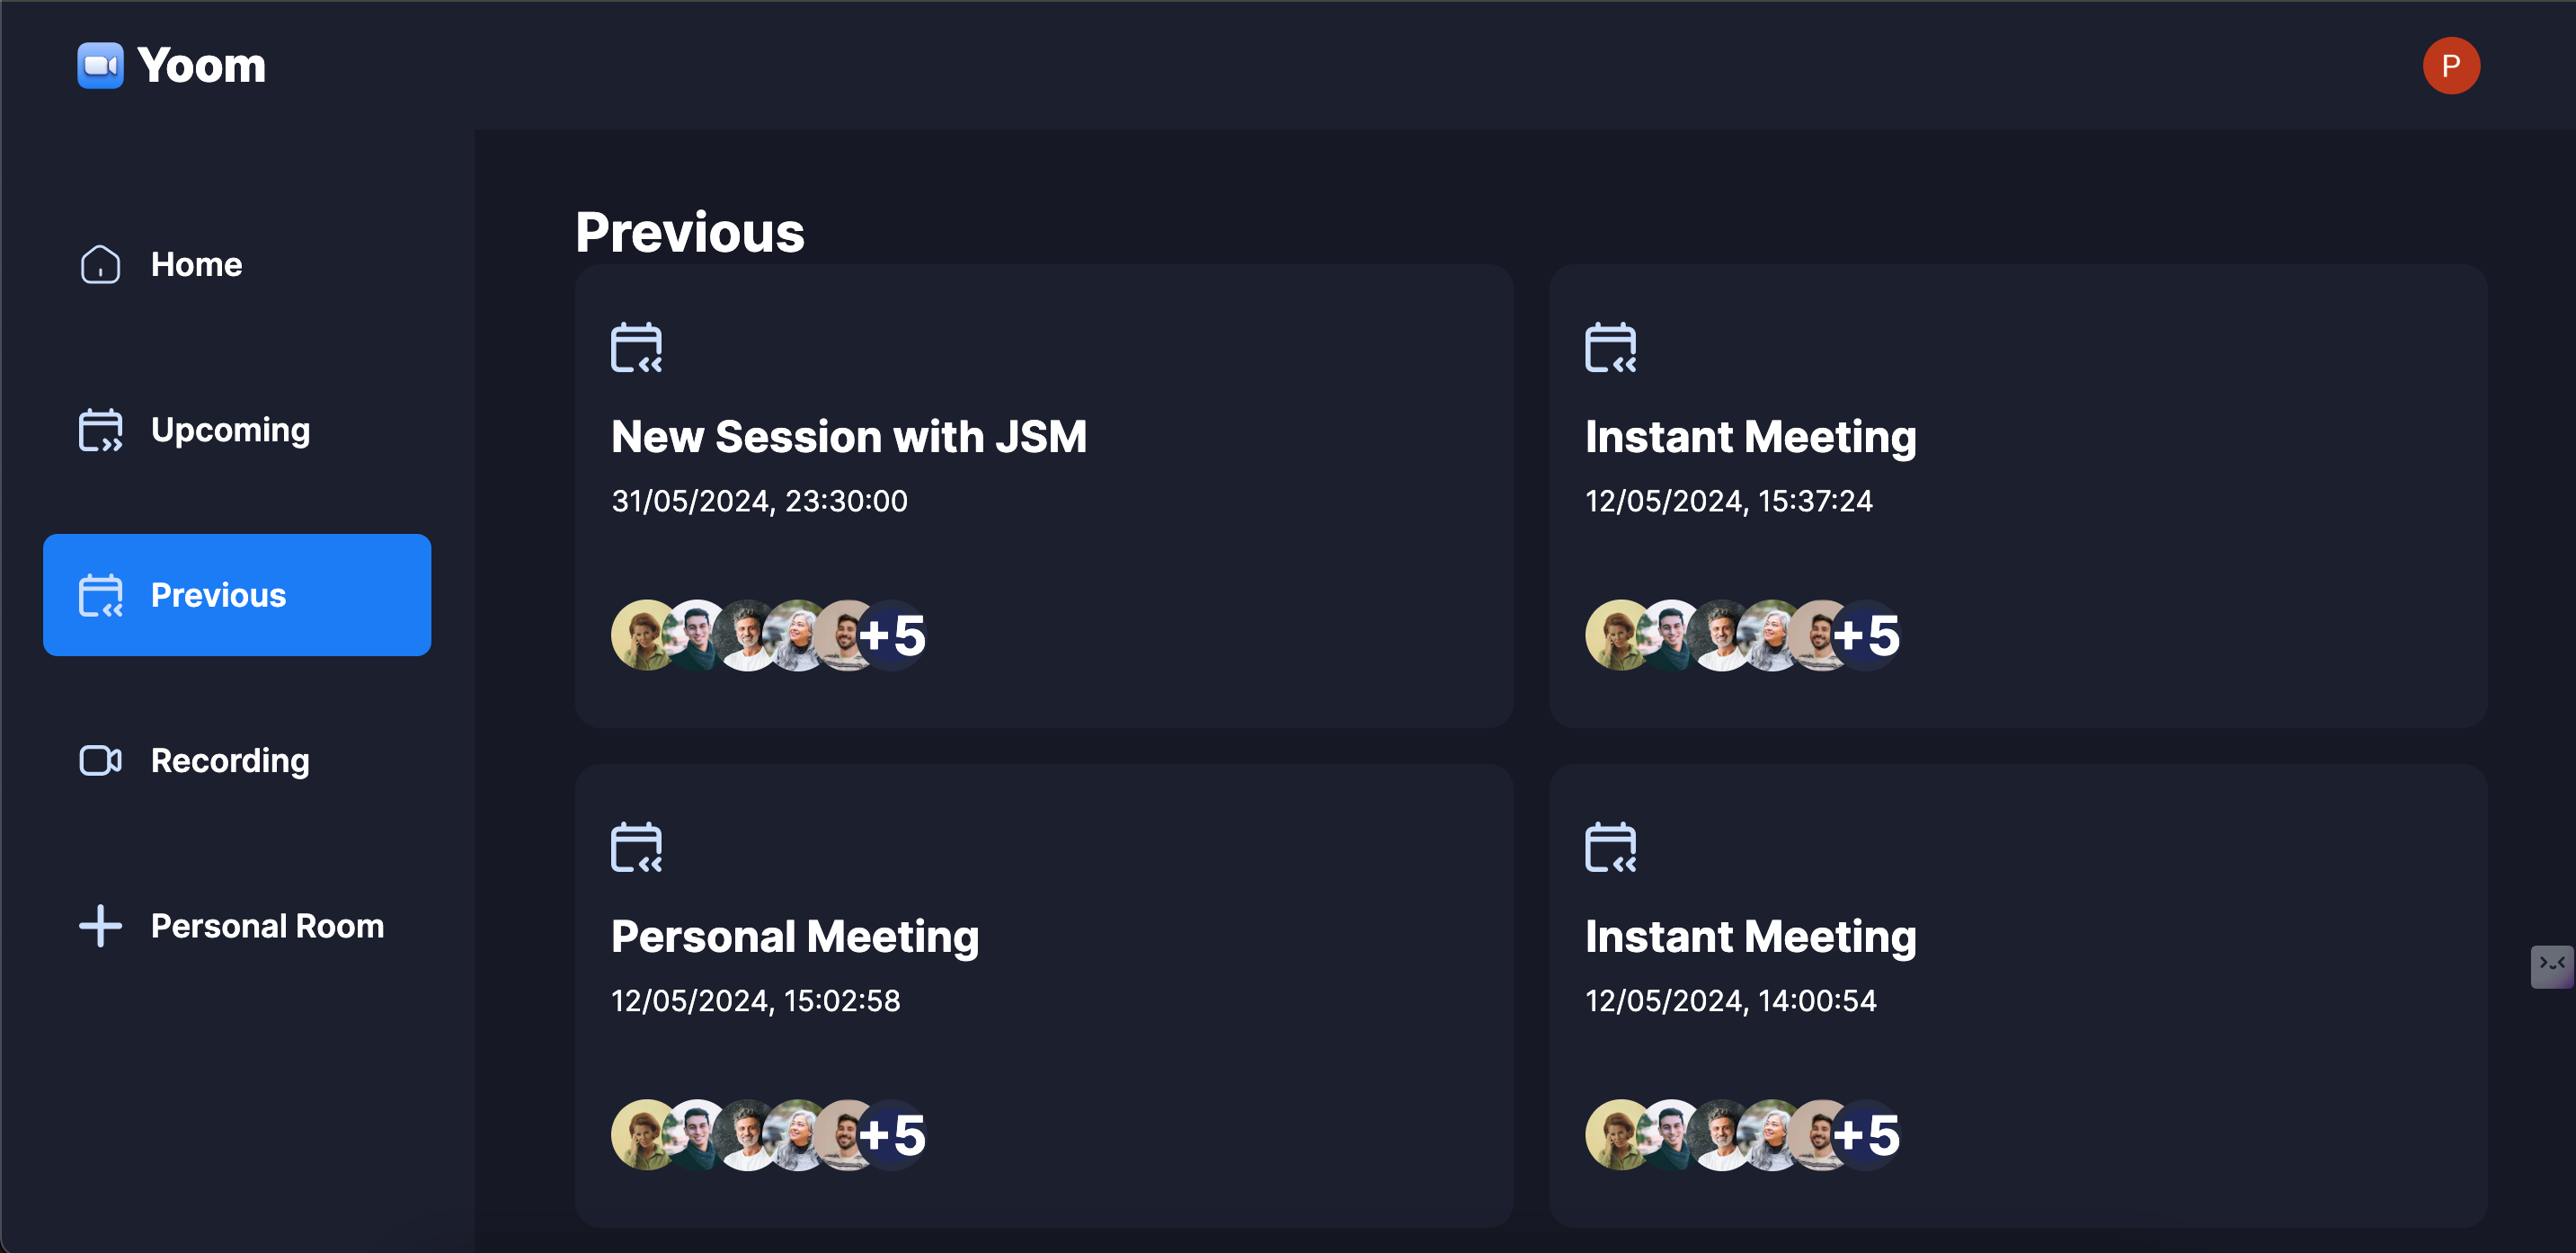 Yoom
P
Home
Upcoming
Previous
Recording
Personal Room
Previous
New Session with JSM
31/05/2024, 23:30:00
+5
Instant Meeting
12/05/2024, 15:37:24
+5
Personal Meeting
12/05/2024, 15:02:58
+5
Instant Meeting
12/05/2024, 14:00:54
+5